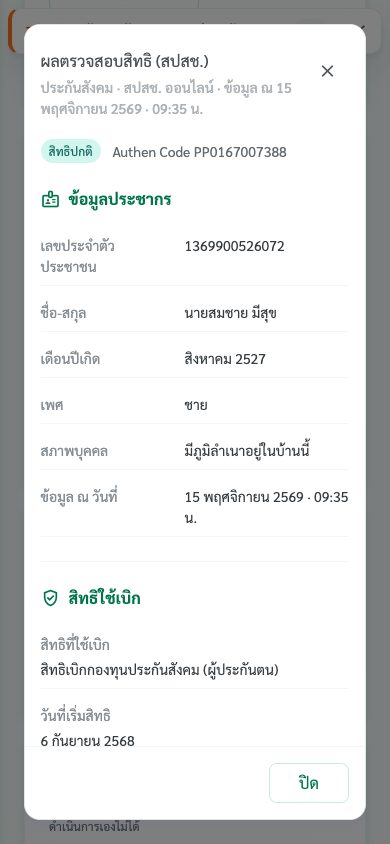 ผลตรวจสอบสิทธิ (สปสช.)
ประกันสังคม · สปสช. ออนไลน์ · ข้อมูล ณ 15
พฤศจิกายน 2569 · 09:35 น.
สิทธิปกติ Authen Code PP0167007388
ข้อมูลประชากร
เลขประจำตัว 1369900526072
ประชาชน
ชื่อ-สกุล นายสมชาย มีสุข
เดือนปีเกิด สิงหาคม 2527
เพศ ชาย
สภาพบุคคล มีภูมิลำเนาอยู่ในบ้านนี้
ข้อมูล ณ วันที่ 15 พฤศจิกายน 2569 · 09:35
น.
สิทธิใช้เบิก
สิทธิที่ใช้เบิก
สิทธิเบิกกองทุนประกันสังคม (ผู้ประกันตน)
วันที่เริ่มสิทธิ
6 กันยายน 2568
ปิด
ดำเนินการเองไม่ได้